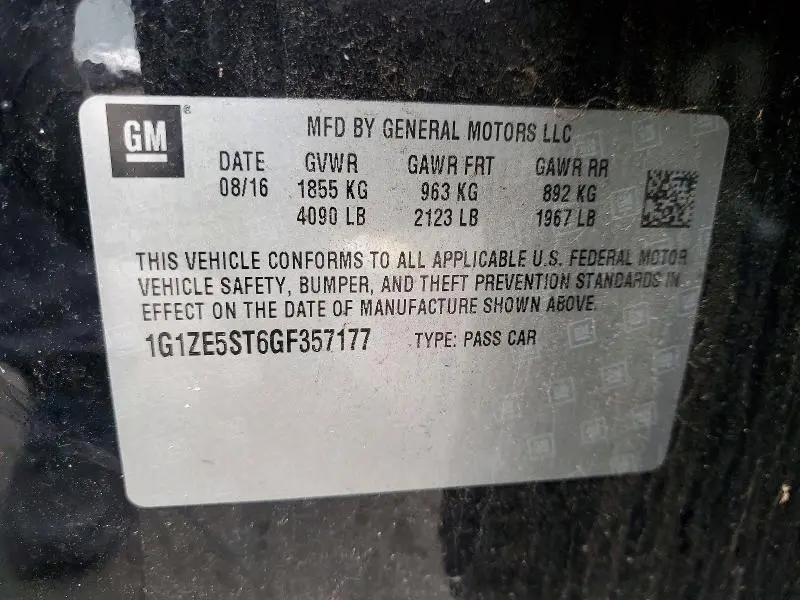 GM ®
MFD BY GENERAL MOTORS LLC
DATE GVWR GAWR FRT GAWR RR
08/16 1855 KG 963 KG 892 KG
4090 LB 2123 LB 1967 LB
THIS VEHICLE CONFORMS TO ALL APPLICABLE U.S. FEDERAL MOTOR
VEHICLE SAFETY, BUMPER, AND THEFT PREVENTION STANDARDS IN
EFFECT ON THE DATE OF MANUFACTURE SHOWN ABOVE.
1G1ZE5ST6GF357177 TYPE: PASS CAR